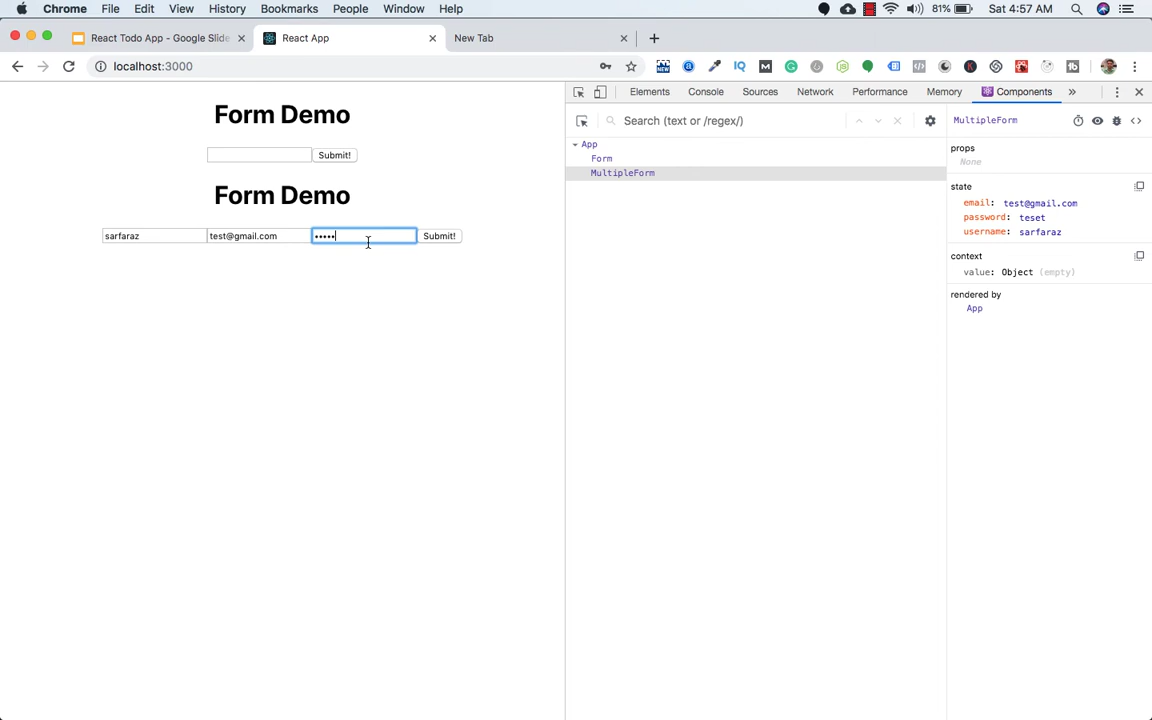 Chrome File Edit View History Bookmarks People Window Help 81% Sat 4:57 AM
React Todo App - Google Slide React App New Tab
localhost:3000
Elements Console Sources Network Performance Memory Components
Search (text or /regex/)
MultipleForm
Form Demo
Submit!
Form Demo
sarfaraz test@gmail.com ••••• Submit!
App
Form
MultipleForm
props
None
state
email: test@gmail.com
password: teset
username: sarfaraz
context
value: Object (empty)
rendered by
App